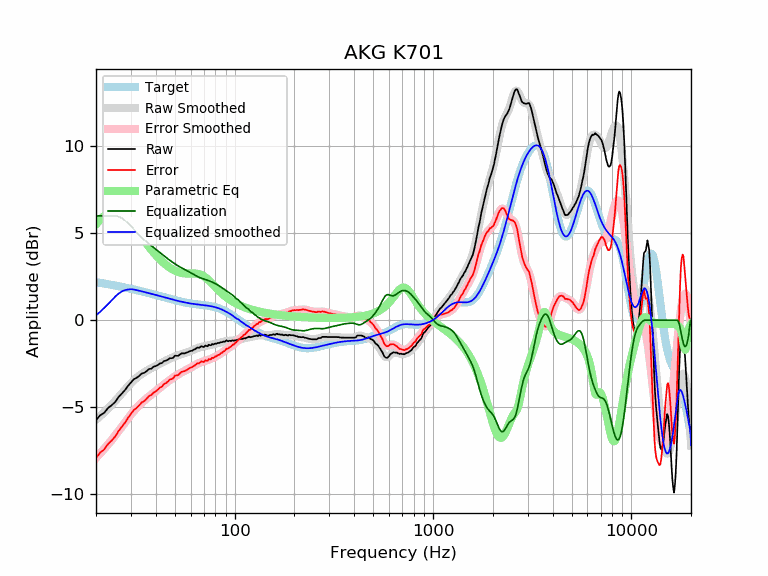 AKG K701
Target
Raw Smoothed
Error Smoothed
Raw
Error
Parametric Eq
Equalization
Equalized smoothed
10
5
0
−5
−10
Amplitude (dBr)
100
1000
10000
Frequency (Hz)